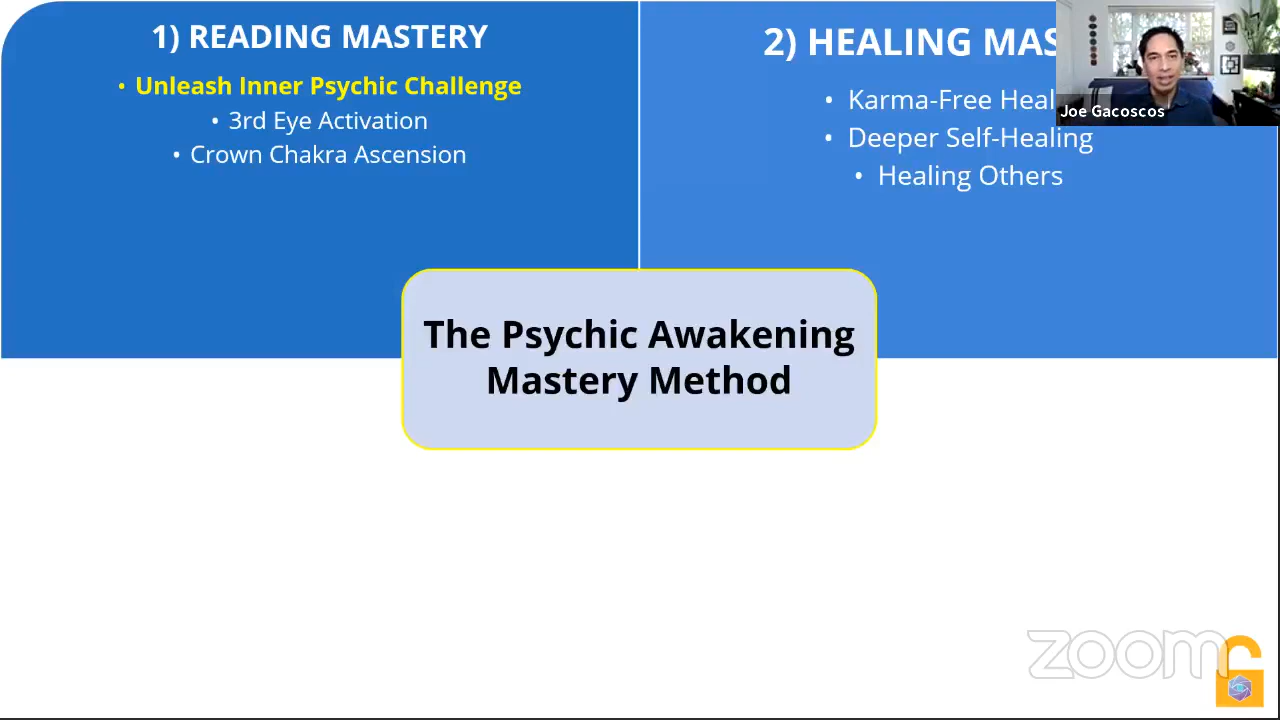 1) READING MASTERY
• Unleash Inner Psychic Challenge
• 3rd Eye Activation
• Crown Chakra Ascension
2) HEALING MAS
• Karma-Free Heal
• Deeper Self-Healing
• Healing Others
Joe Gacoscos
The Psychic Awakening
Mastery Method
zoom